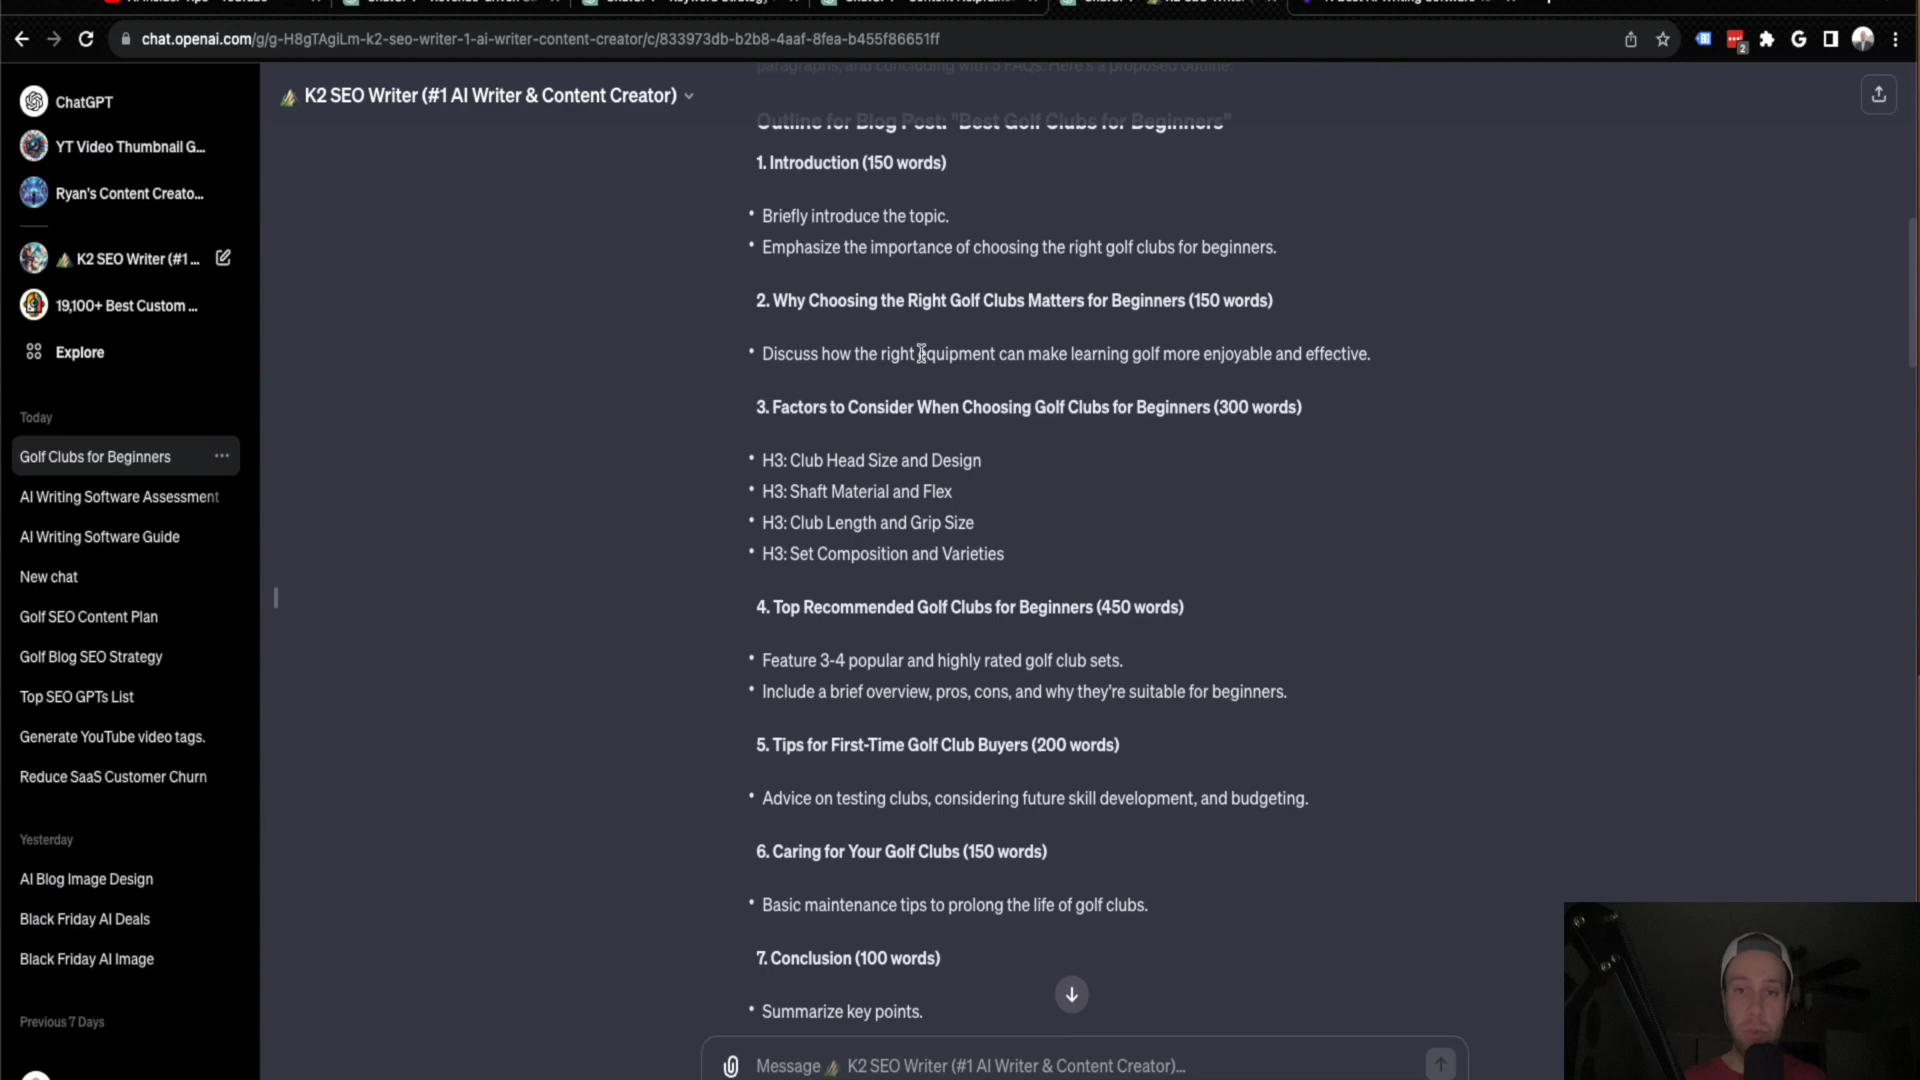 chat.openai.com/g/g-H8gTAgiLm-k2-seo-writer-1-ai-writer-content-creator/c/833973db-b2b8-4aaf-8fea-b455f86651ff
2
ChatGPT
YT Video Thumbnail G...
Ryan's Content Creato...
K2 SEO Writer (#1 ...
19,100+ Best Custom ...
Explore
Today
Golf Clubs for Beginners
AI Writing Software Assessment
AI Writing Software Guide
New chat
Golf SEO Content Plan
Golf Blog SEO Strategy
Top SEO GPTs List
Generate YouTube video tags.
Reduce SaaS Customer Churn
Yesterday
AI Blog Image Design
Black Friday AI Deals
Black Friday AI Image
Previous 7 Days
K2 SEO Writer (#1 AI Writer & Content Creator)
paragraphs, and concluding with 5 FAQs. Here's a proposed outline:
Outline for Blog Post: "Best Golf Clubs for Beginners"
1. Introduction (150 words)
• Briefly introduce the topic.
• Emphasize the importance of choosing the right golf clubs for beginners.
2. Why Choosing the Right Golf Clubs Matters for Beginners (150 words)
• Discuss how the right equipment can make learning golf more enjoyable and effective.
3. Factors to Consider When Choosing Golf Clubs for Beginners (300 words)
• H3: Club Head Size and Design
• H3: Shaft Material and Flex
• H3: Club Length and Grip Size
• H3: Set Composition and Varieties
4. Top Recommended Golf Clubs for Beginners (450 words)
• Feature 3-4 popular and highly rated golf club sets.
• Include a brief overview, pros, cons, and why they're suitable for beginners.
5. Tips for First-Time Golf Club Buyers (200 words)
• Advice on testing clubs, considering future skill development, and budgeting.
6. Caring for Your Golf Clubs (150 words)
• Basic maintenance tips to prolong the life of golf clubs.
7. Conclusion (100 words)
• Summarize key points.
Message K2 SEO Writer (#1 AI Writer & Content Creator)...